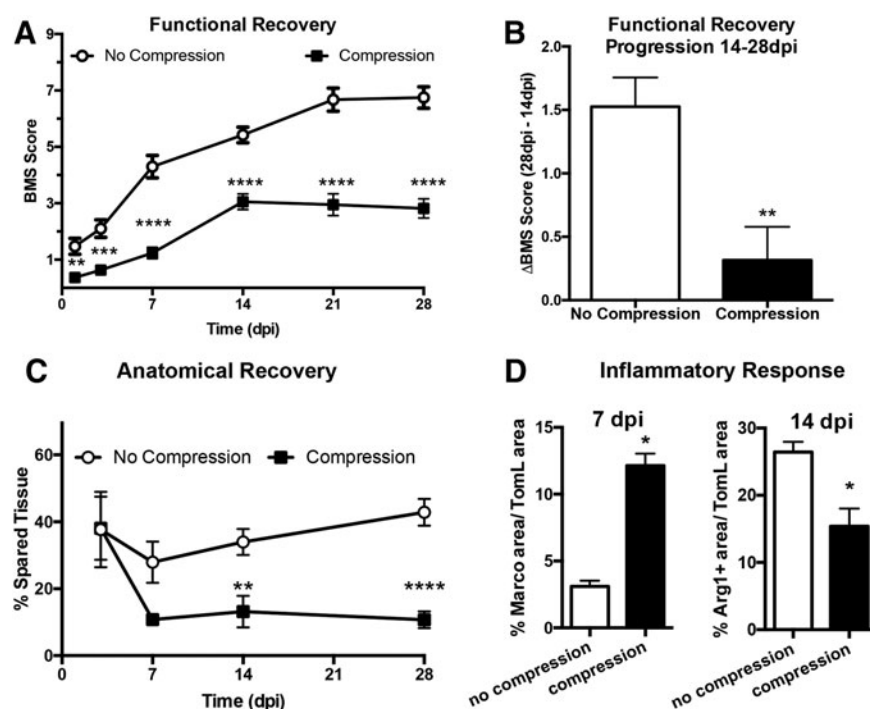 A
Functional Recovery
No Compression
Compression
BMS Score
7
5
3
1
**
***
****
****
****
****
0
7
14
21
28
Time (dpi)
B
Functional Recovery
Progression 14-28dpi
ΔBMS Score (28dpi - 14dpi)
2.0
1.5
1.0
0.5
0.0
**
No Compression
Compression
C
Anatomical Recovery
No Compression
Compression
% Spared Tissue
60
40
20
0
**
****
0
7
14
21
28
Time (dpi)
D
Inflammatory Response
7 dpi
% Marco area/ TomL area
15
10
5
0
*
no compression
compression
14 dpi
% Arg1+ area/ TomL area
30
20
10
0
*
no compression
compression